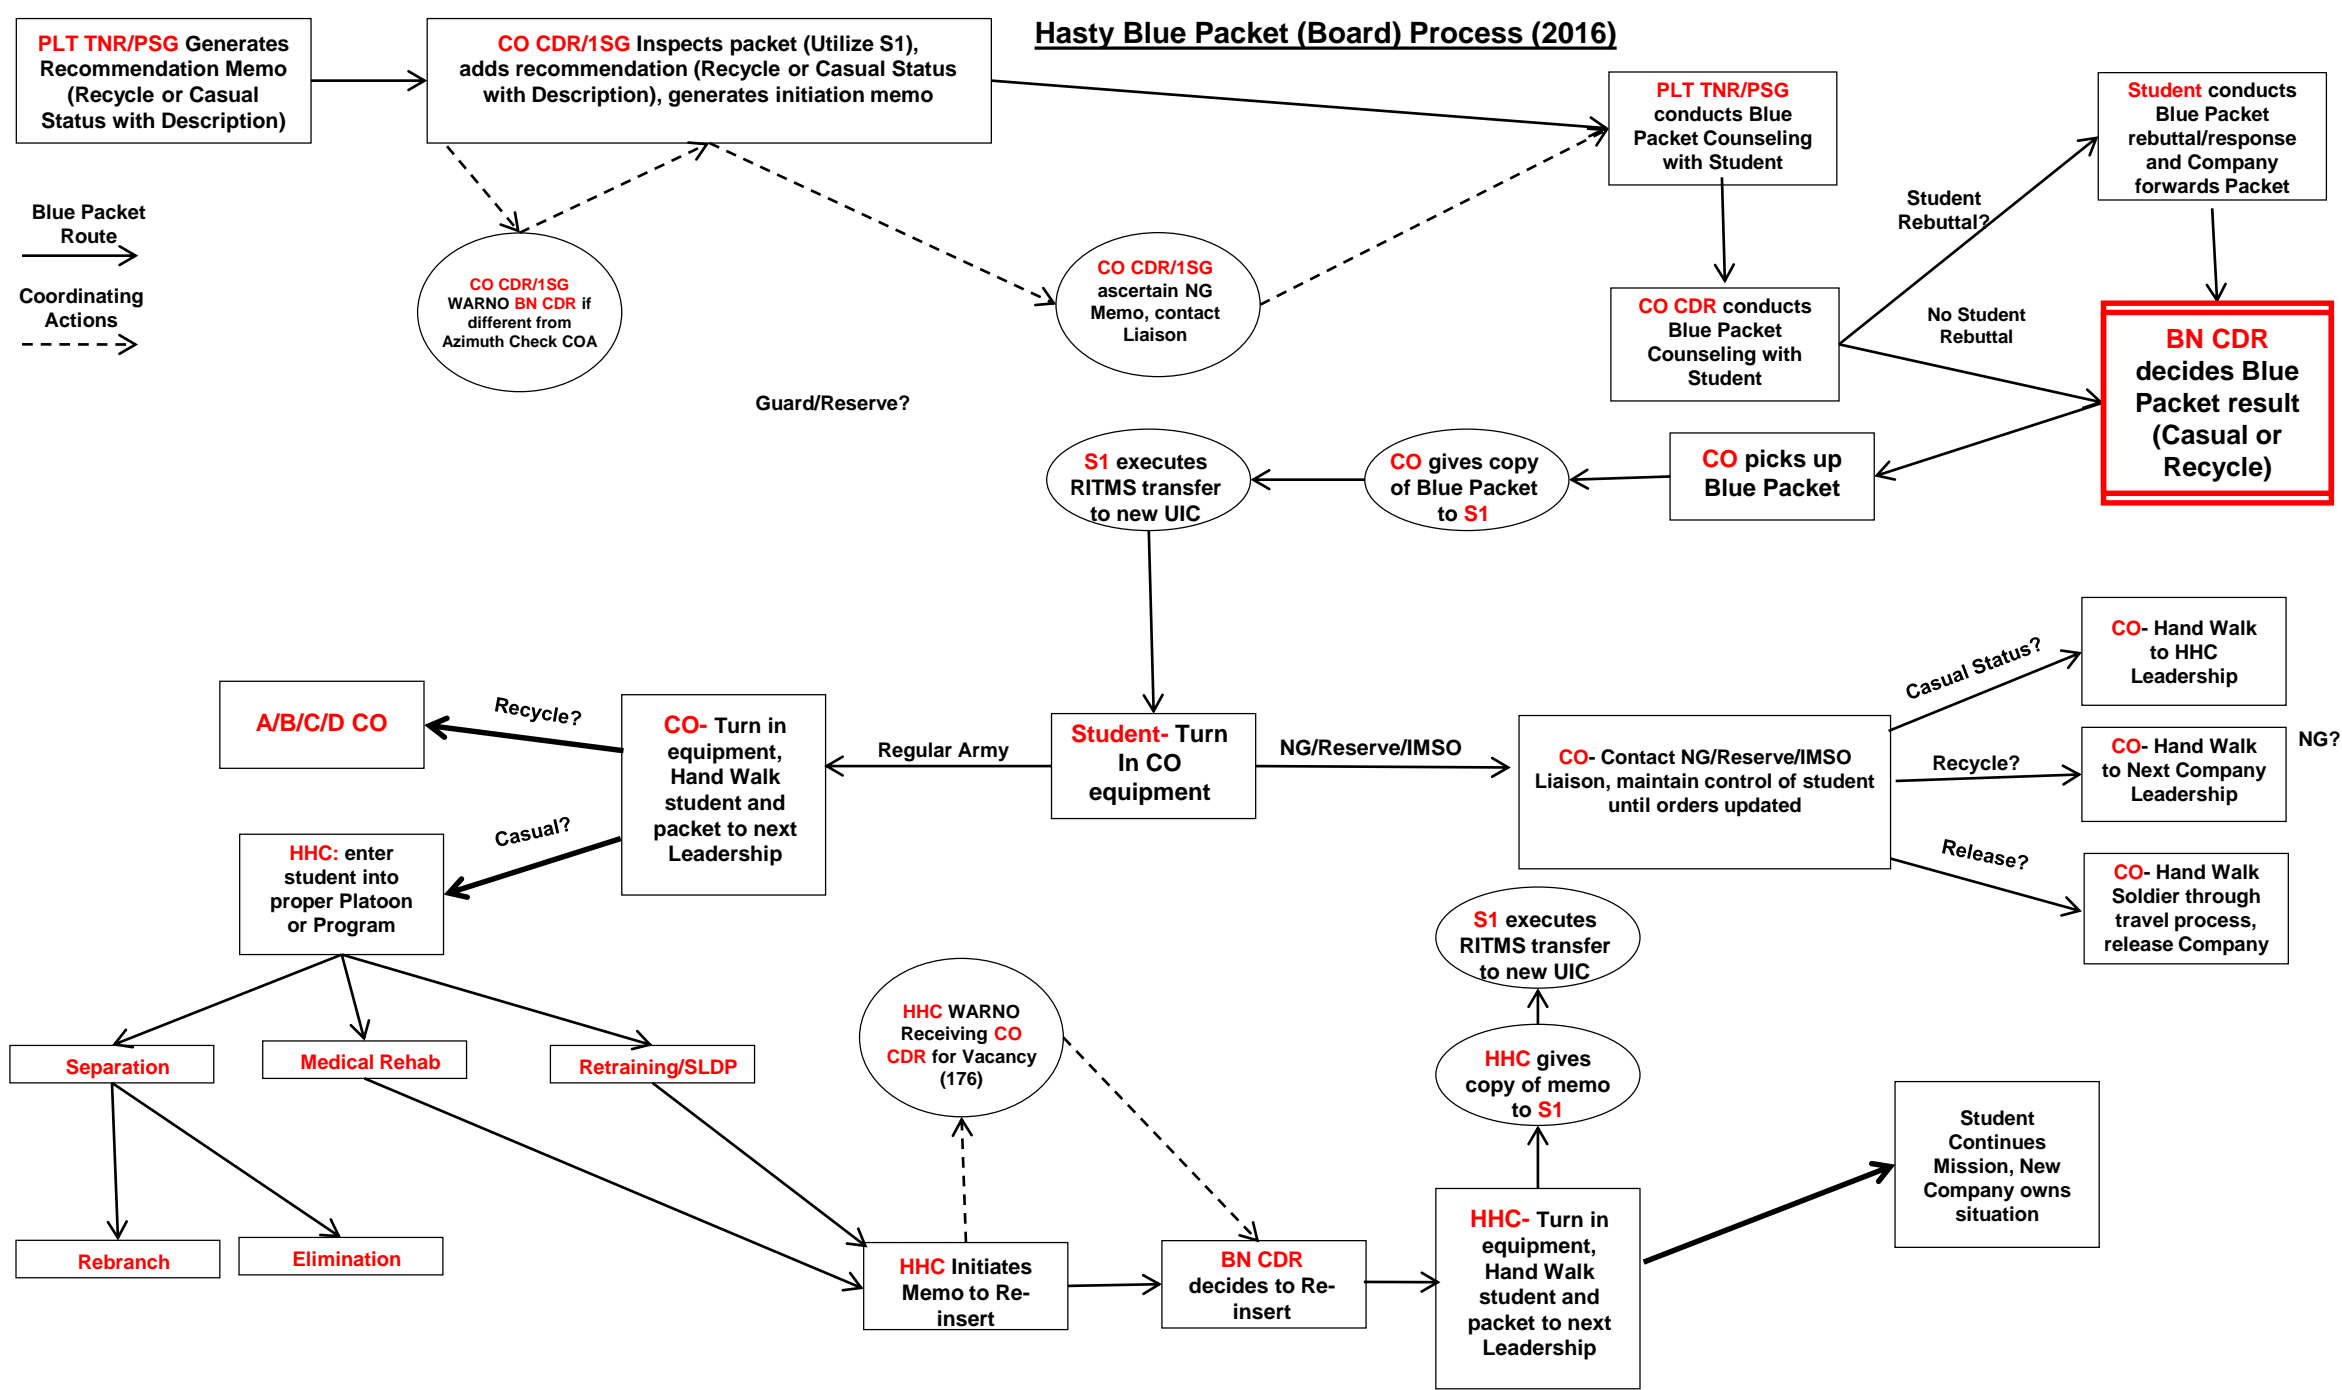 Hasty Blue Packet (Board) Process (2016)
PLT TNR/PSG Generates
Recommendation Memo
(Recycle or Casual
Status with Description)
CO CDR/1SG Inspects packet (Utilize S1),
adds recommendation (Recycle or Casual Status
with Description), generates initiation memo
PLT TNR/PSG
conducts Blue
Packet Counseling
with Student
Student conducts
Blue Packet
rebuttal/response
and Company
forwards Packet
Blue Packet
Route
Coordinating
Actions
CO CDR/1SG
WARNO BN CDR if
different from
Azimuth Check COA
CO CDR/1SG
ascertain NG
Memo, contact
Liaison
Guard/Reserve?
CO CDR conducts
Blue Packet
Counseling with
Student
Student
Rebuttal?
No Student
Rebuttal
BN CDR
decides Blue
Packet result
(Casual or
Recycle)
CO picks up
Blue Packet
CO gives copy
of Blue Packet
to S1
S1 executes
RITMS transfer
to new UIC
Student- Turn
In CO
equipment
Regular Army
NG/Reserve/IMSO
CO- Turn in
equipment,
Hand Walk
student and
packet to next
Leadership
Recycle?
A/B/C/D CO
Casual?
HHC: enter
student into
proper Platoon
or Program
CO- Contact NG/Reserve/IMSO
Liaison, maintain control of student
until orders updated
Casual Status?
CO- Hand Walk
to HHC
Leadership
Recycle?
CO- Hand Walk
to Next Company
Leadership
NG?
Release?
CO- Hand Walk
Soldier through
travel process,
release Company
Separation
Medical Rehab
Retraining/SLDP
Rebranch
Elimination
HHC WARNO
Receiving CO
CDR for Vacancy
(176)
HHC Initiates
Memo to Re-
insert
BN CDR
decides to Re-
insert
HHC- Turn in
equipment,
Hand Walk
student and
packet to next
Leadership
HHC gives
copy of memo
to S1
S1 executes
RITMS transfer
to new UIC
Student
Continues
Mission, New
Company owns
situation